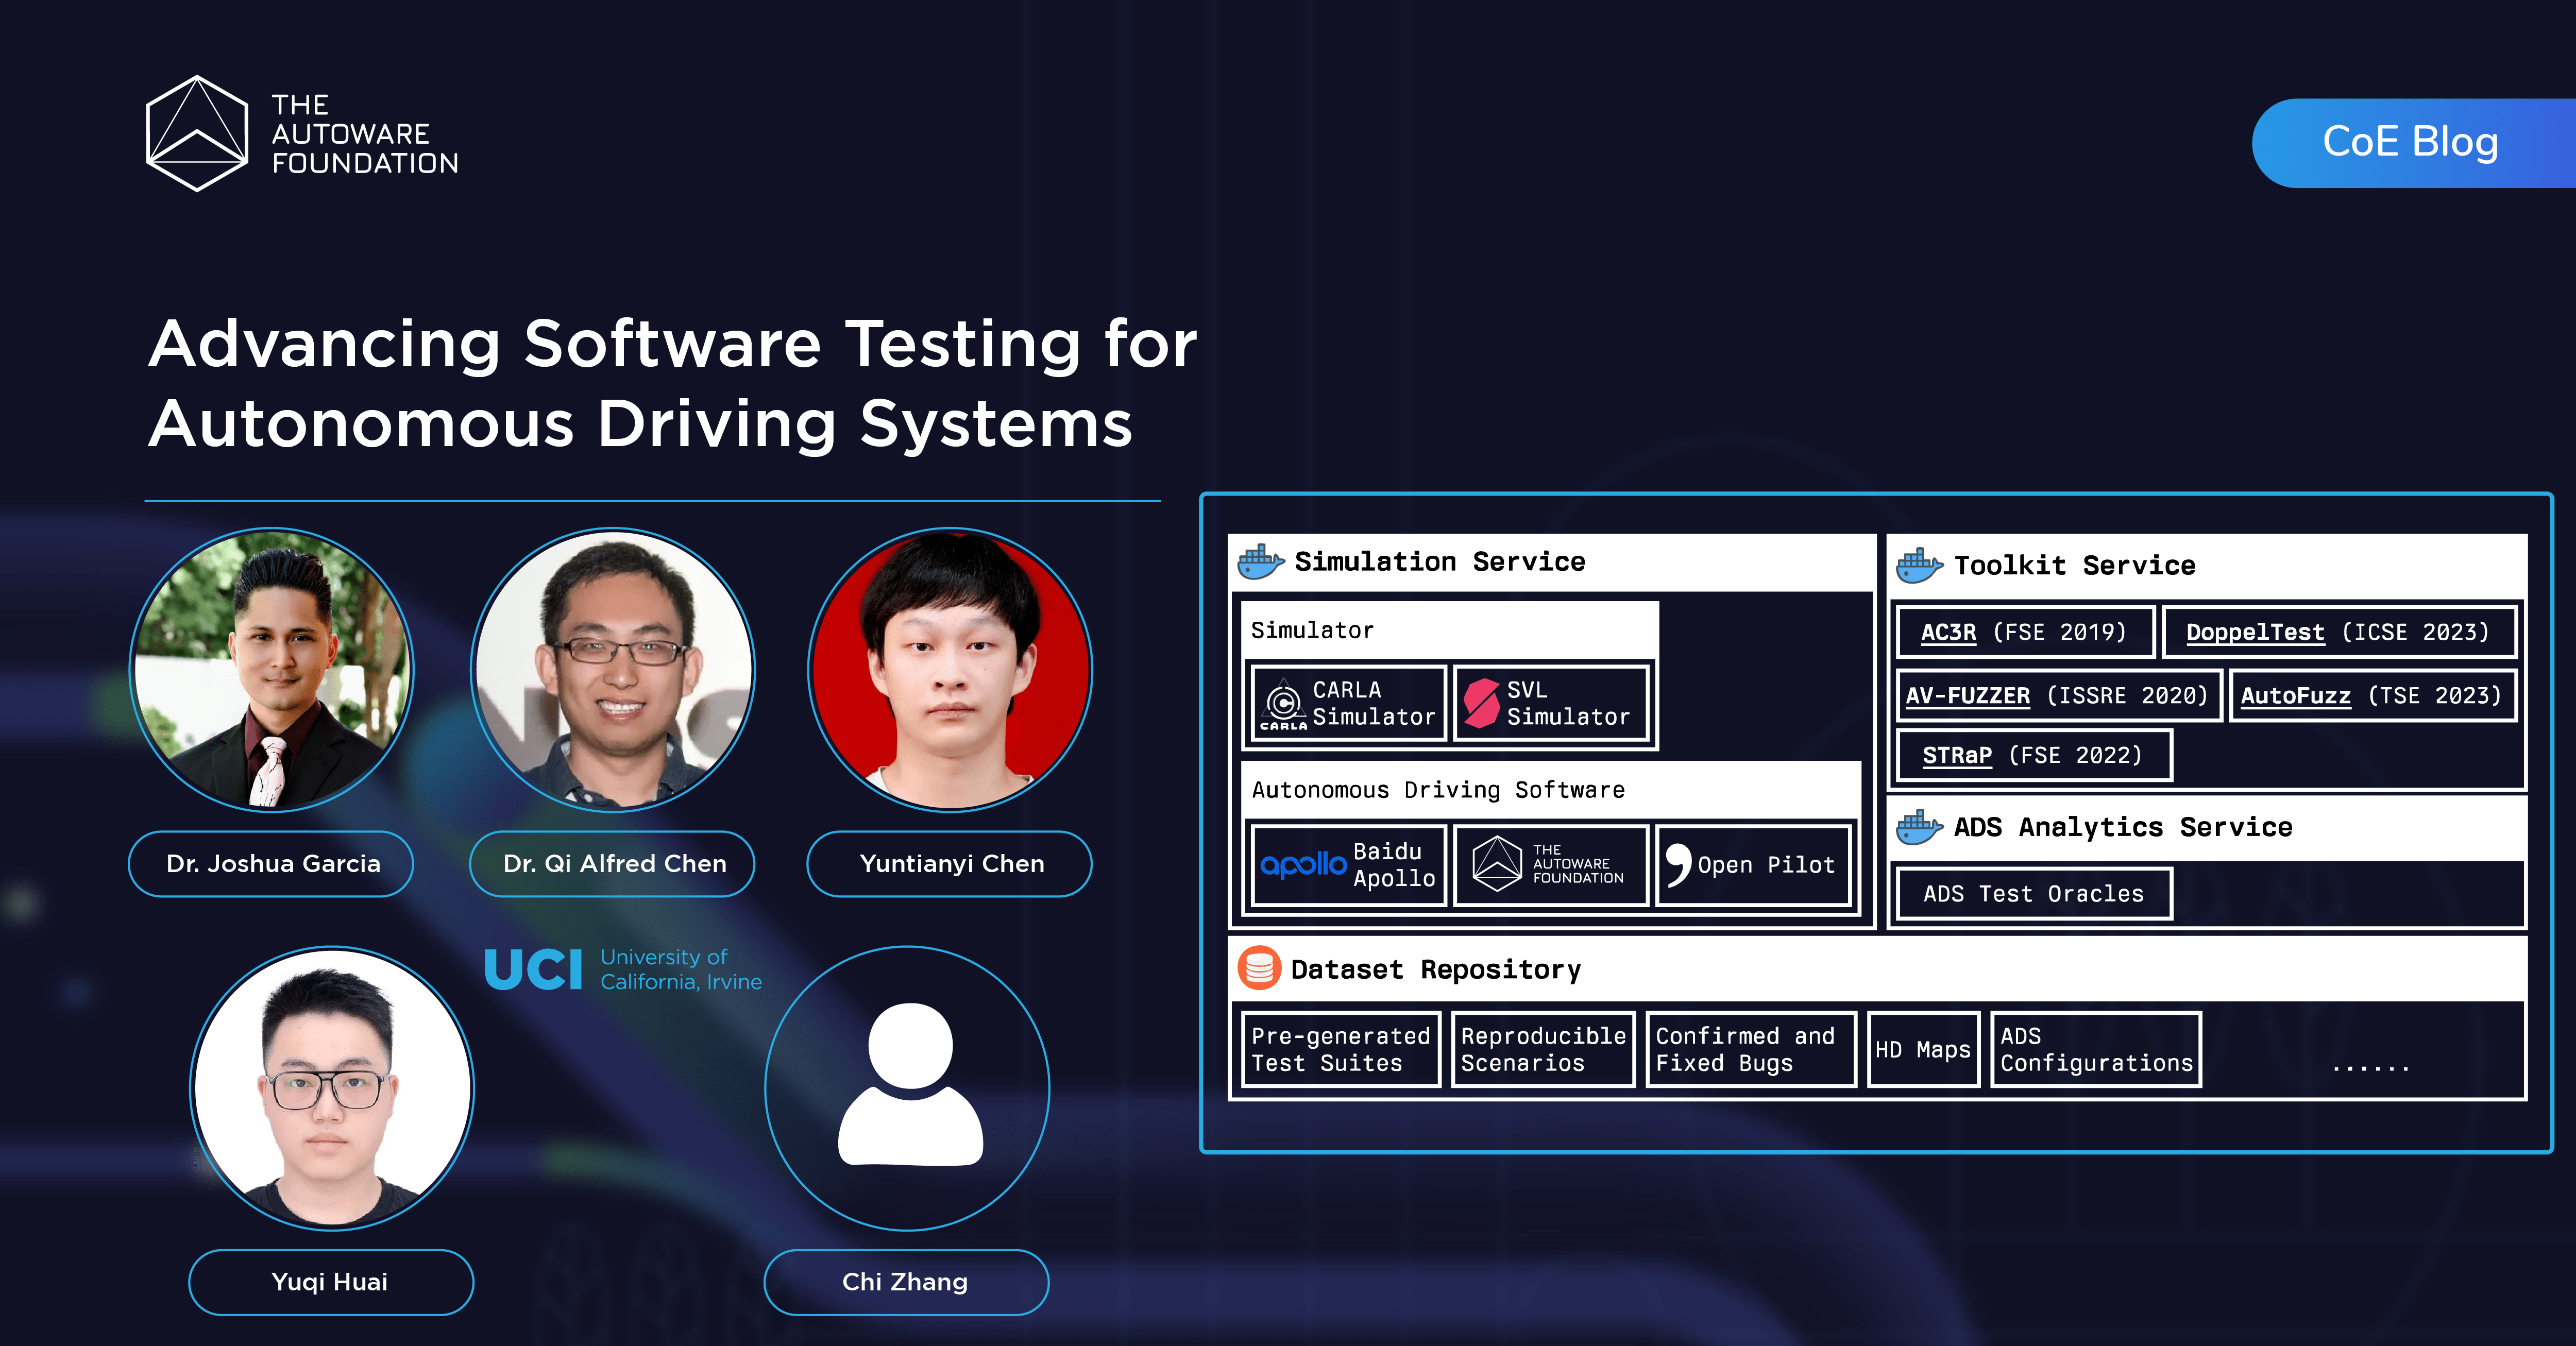 THE
AUTOWARE
FOUNDATION
CoE Blog
Advancing Software Testing for
Autonomous Driving Systems
Dr. Joshua Garcia
Dr. Qi Alfred Chen
Yuntianyi Chen
UCI
University of
California, Irvine
Yuqi Huai
Chi Zhang
Simulation Service
Simulator
CARLA
CARLA
Simulator
SVL
Simulator
Autonomous Driving Software
apollo
Baidu
Apollo
THE
AUTOWARE
FOUNDATION
Open Pilot
Toolkit Service
AC3R (FSE 2019)
DoppelTest (ICSE 2023)
AV-FUZZER (ISSRE 2020)
AutoFuzz (TSE 2023)
STRaP (FSE 2022)
ADS Analytics Service
ADS Test Oracles
Dataset Repository
Pre-generated
Test Suites
Reproducible
Scenarios
Confirmed and
Fixed Bugs
HD Maps
ADS
Configurations
......